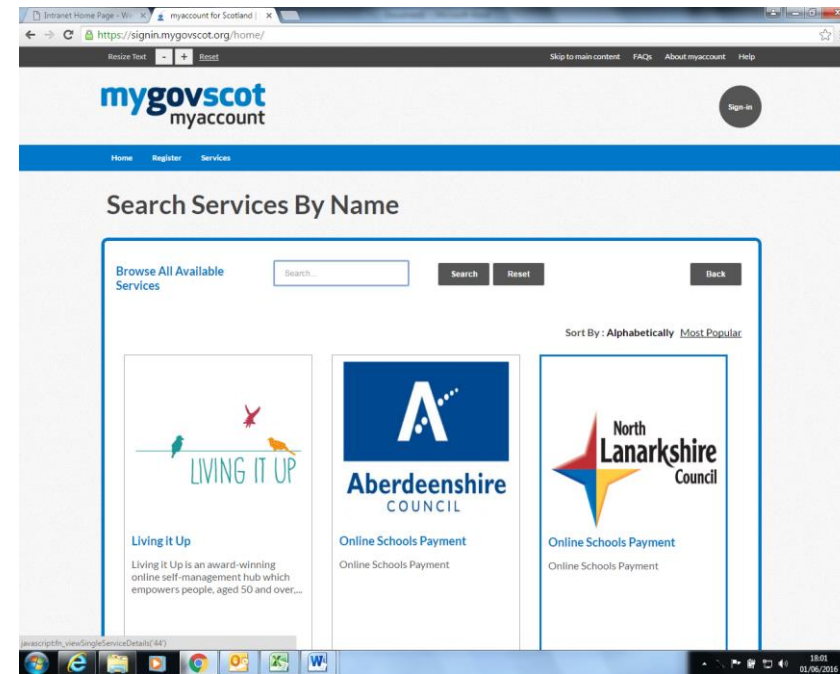 Intranet Home Page - W
myaccount for Scotland |
https://signin.mygovscot.org/home/
Resize Text - + Reset
Skip to main content FAQs About myaccount Help
mygovscot
myaccount
Sign-in
Home Register Services
Search Services By Name
Browse All Available
Services
Search...
Search Reset
Back
Sort By : Alphabetically Most Popular
LIVING IT UP
Aberdeenshire
COUNCIL
North
Lanarkshire
Council
Living it Up
Living it Up is an award-winning
online self-management hub which
empowers people, aged 50 and over,...
Online Schools Payment
Online Schools Payment
Online Schools Payment
Online Schools Payment
javascript:fn_viewSingleServiceDetails('44')
18:01
01/06/2016